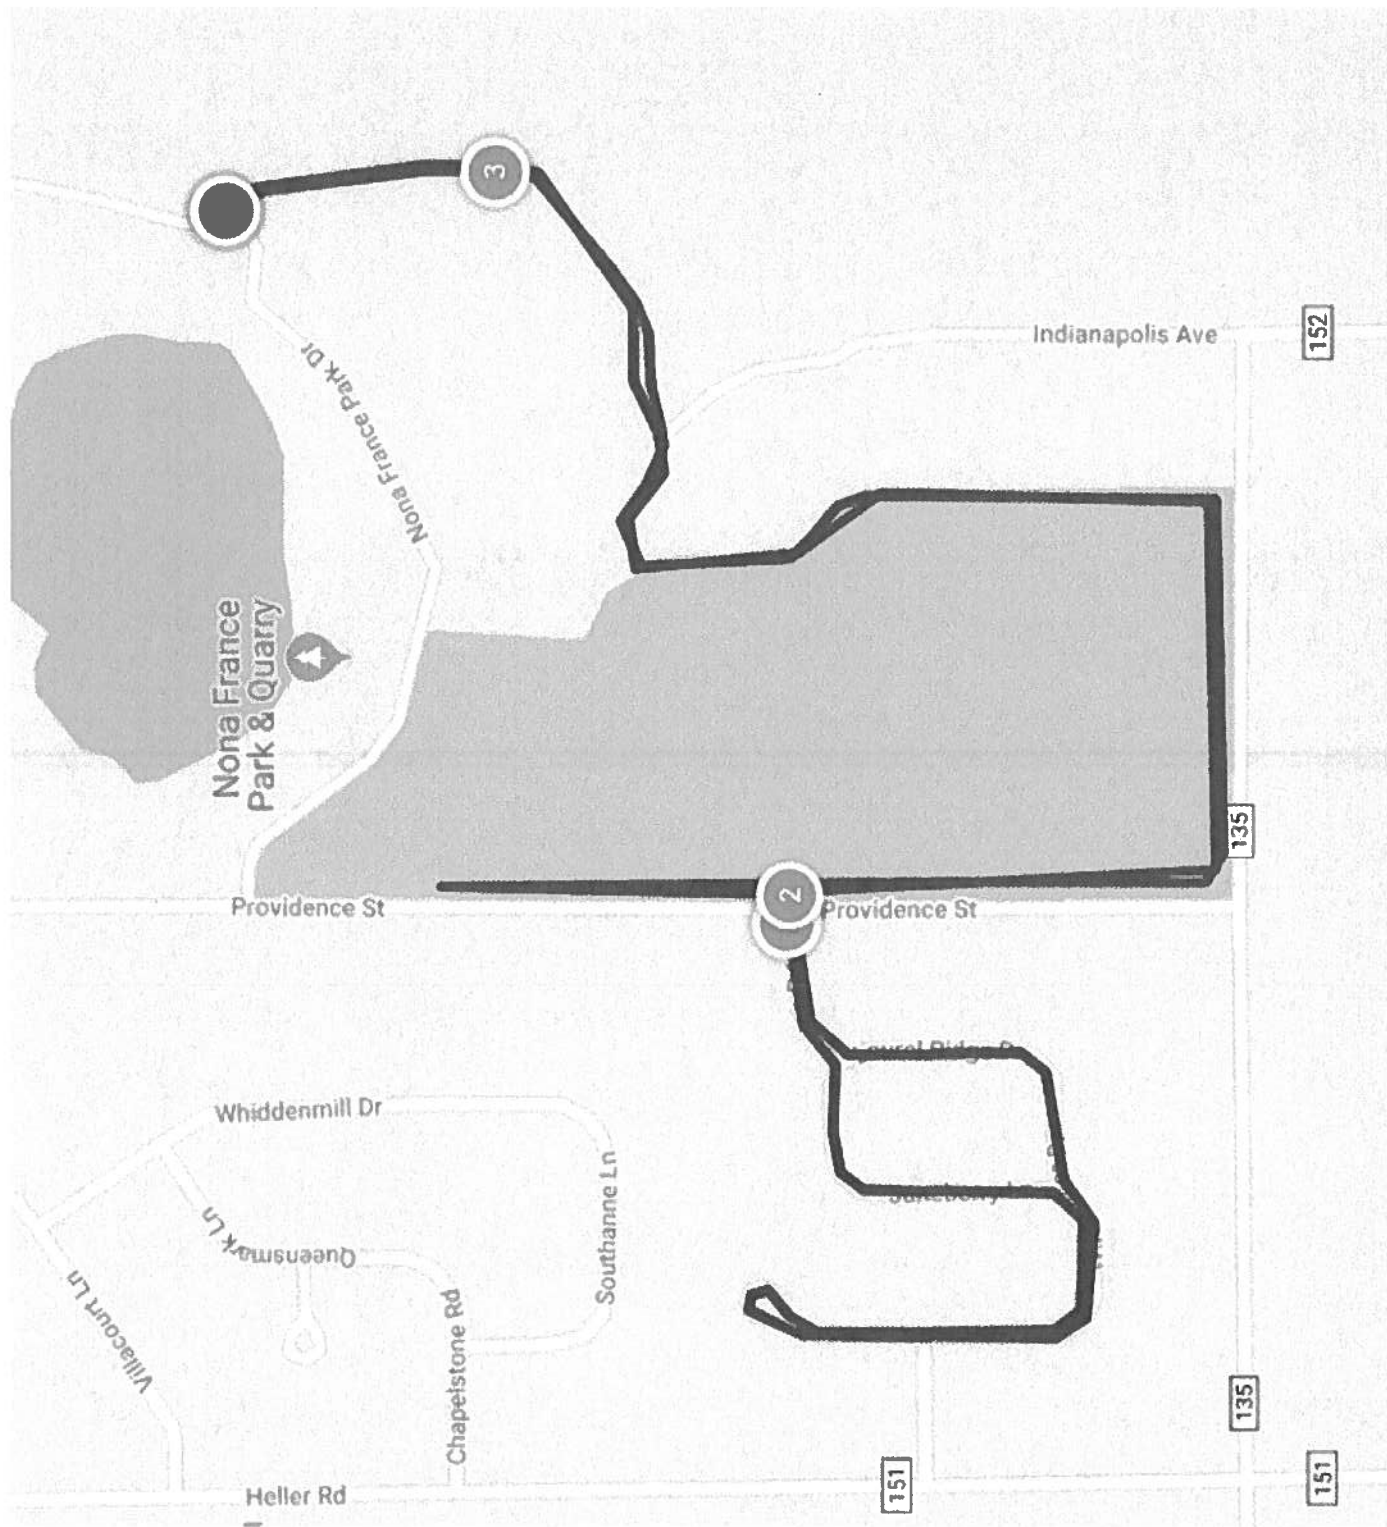 3
Indianapolis Ave
152
Nona France Park Dr
Nona France
Park & Quarry
135
2
Providence St
Providence St
Whiddenmill Dr
Queensmark Ln
Southanne Ln
Villacourt Ln
Chapelstone Rd
135
151
151
Heller Rd